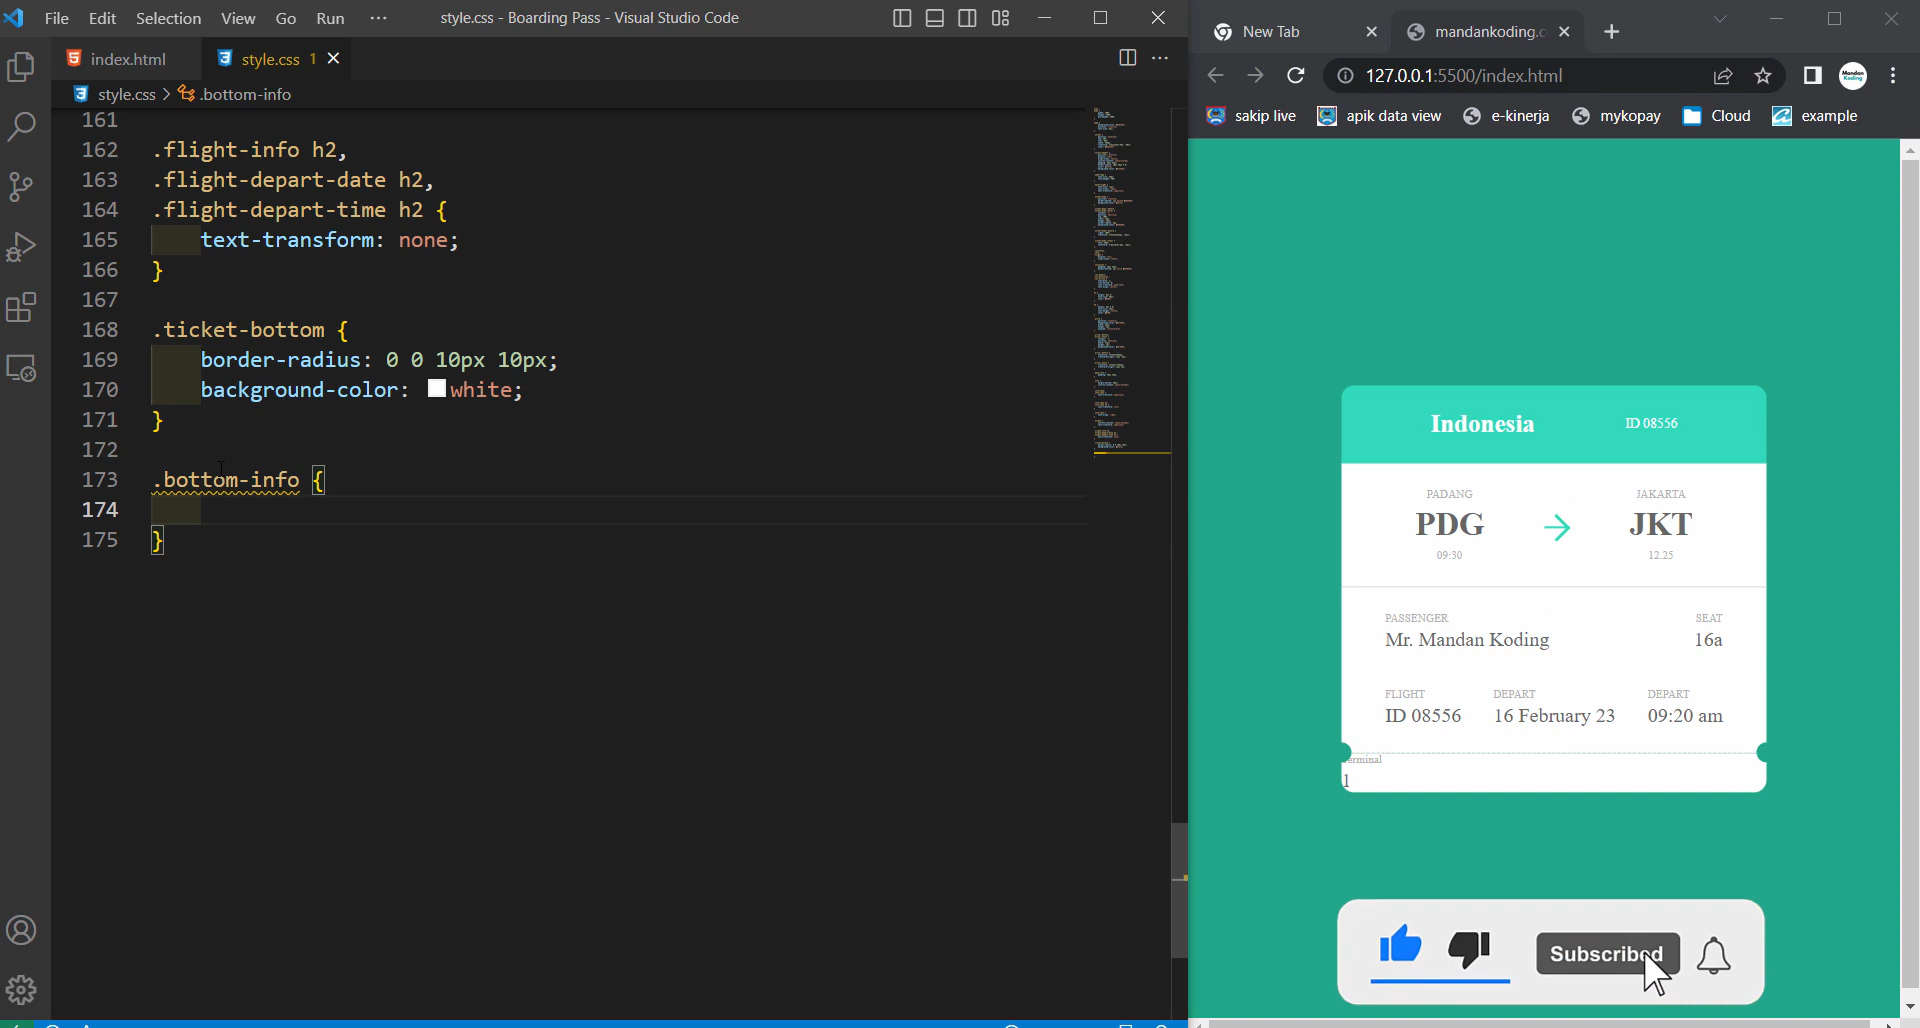 File Edit Selection View Go Run ··· style.css - Boarding Pass - Visual Studio Code
index.html style.css 1
style.css > .bottom-info
161
162 .flight-info h2,
163 .flight-depart-date h2,
164 .flight-depart-time h2 {
165 text-transform: none;
166 }
167
168 .ticket-bottom {
169 border-radius: 0 0 10px 10px;
170 background-color: white;
171 }
172
173 .bottom-info {
174
175 }
New Tab mandankoding.c
127.0.0.1:5500/index.html
Mandan
Koding
sakip live apik data view e-kinerja mykopay Cloud example
Indonesia ID 08556
PADANG JAKARTA
PDG JKT
09:30 12.25
PASSENGER SEAT
Mr. Mandan Koding 16a
FLIGHT DEPART DEPART
ID 08556 16 February 23 09:20 am
erminal
1
Subscribed